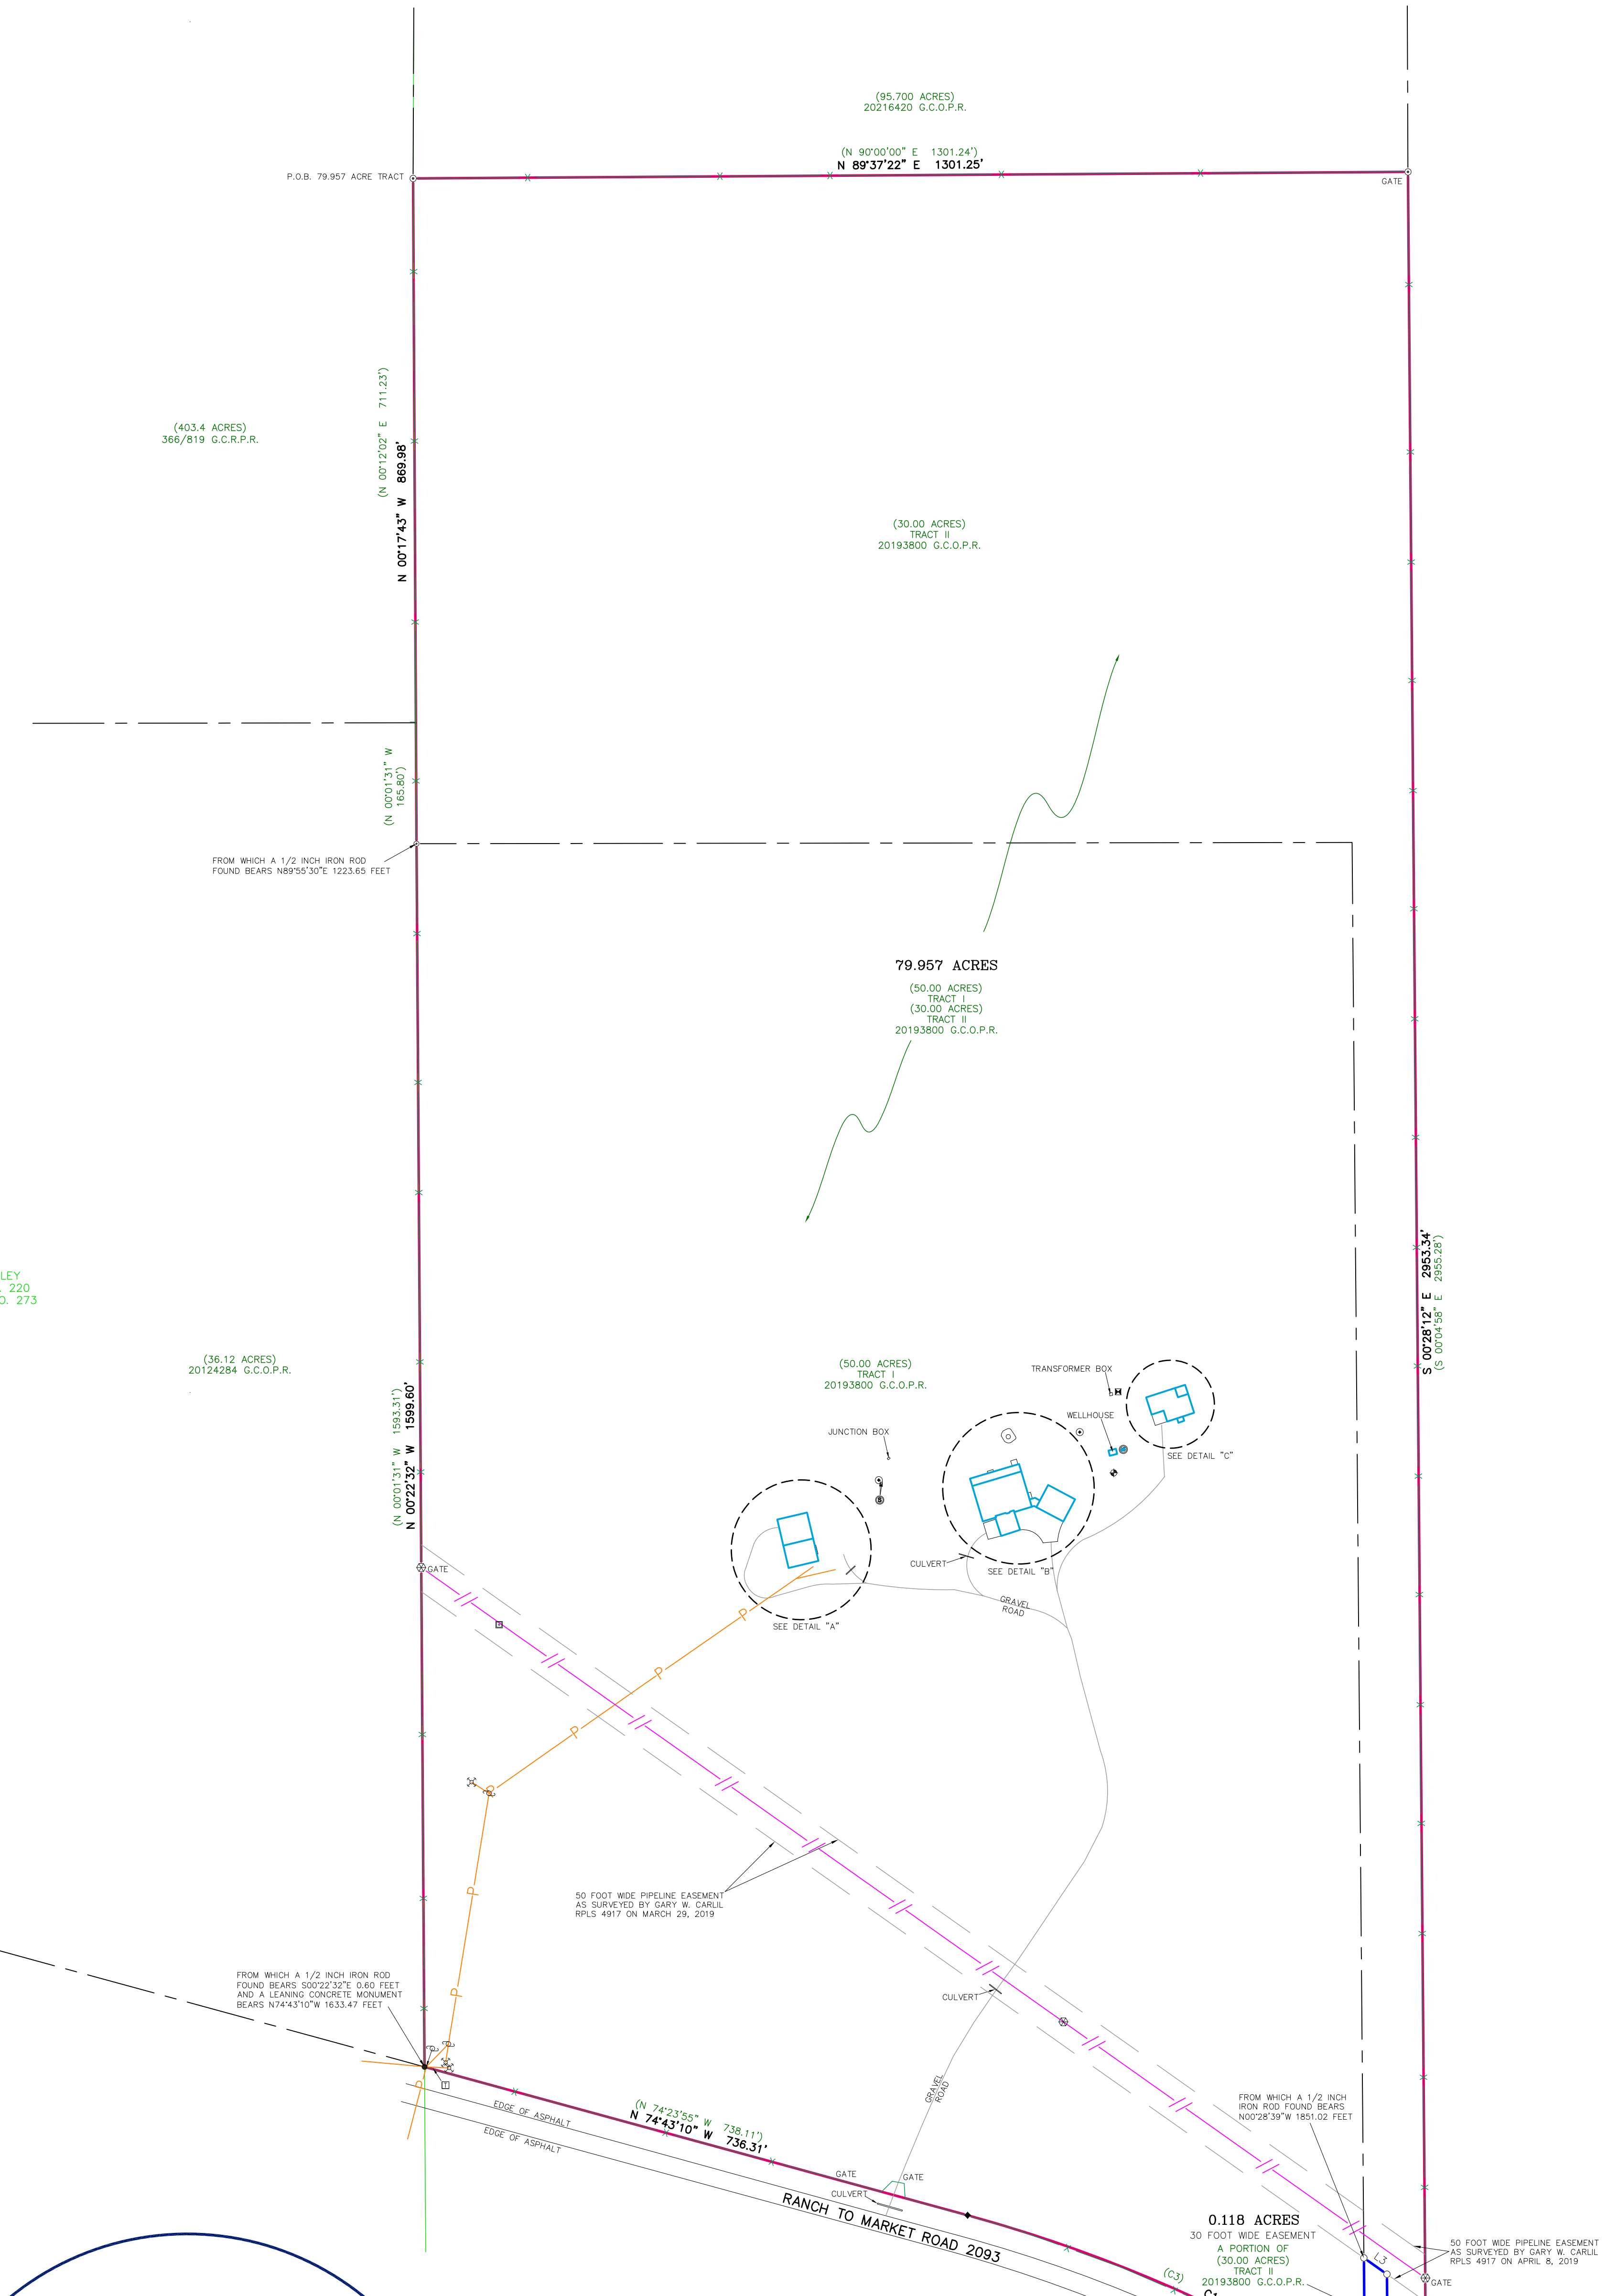 (95.700 ACRES)
20216420 G.C.O.P.R.
(N 90°00'00" E 1301.24')
N 89°37'22" E 1301.25'
P.O.B. 79.957 ACRE TRACT
GATE
(N 00°12'02" E 711.23')
N 00°17'43" W 869.98'
(403.4 ACRES)
366/819 G.C.R.P.R.
(30.00 ACRES)
TRACT II
20193800 G.C.O.P.R.
(N 00°01'31" W
165.80')
FROM WHICH A 1/2 INCH IRON ROD
FOUND BEARS N89°55'30"E 1223.65 FEET
79.957 ACRES
(50.00 ACRES)
TRACT I
(30.00 ACRES)
TRACT II
20193800 G.C.O.P.R.
S 00°28'12" E 2953.34'
(S 00°04'58" E 2955.28')
LEY
. 220
O. 273
(36.12 ACRES)
20124284 G.C.O.P.R.
(N 00°01'31" W 1593.31')
N 00°22'32" W 1599.60'
(50.00 ACRES)
TRACT I
20193800 G.C.O.P.R.
TRANSFORMER BOX
WELLHOUSE
JUNCTION BOX
SEE DETAIL "C"
CULVERT
SEE DETAIL "B"
GATE
GRAVEL
ROAD
SEE DETAIL "A"
P
P
P
P
P
50 FOOT WIDE PIPELINE EASEMENT
AS SURVEYED BY GARY W. CARLIL
RPLS 4917 ON MARCH 29, 2019
FROM WHICH A 1/2 INCH IRON ROD
FOUND BEARS S00°22'32"E 0.60 FEET
AND A LEANING CONCRETE MONUMENT
BEARS N74°43'10"W 1633.47 FEET
P
CULVERT
T
P
GRAVEL
ROAD
EDGE OF ASPHALT
EDGE OF ASPHALT
(N 74°23'55" W 738.11')
N 74°43'10" W 736.31'
FROM WHICH A 1/2 INCH
IRON ROD FOUND BEARS
N00°28'39"W 1851.02 FEET
GATE
GATE
CULVERT
RANCH TO MARKET ROAD 2093
0.118 ACRES
30 FOOT WIDE EASEMENT
A PORTION OF
(30.00 ACRES)
TRACT II
20193800 G.C.O.P.R.
(C3)
C1
L3
50 FOOT WIDE PIPELINE EASEMENT
AS SURVEYED BY GARY W. CARLIL
RPLS 4917 ON APRIL 8, 2019
GATE